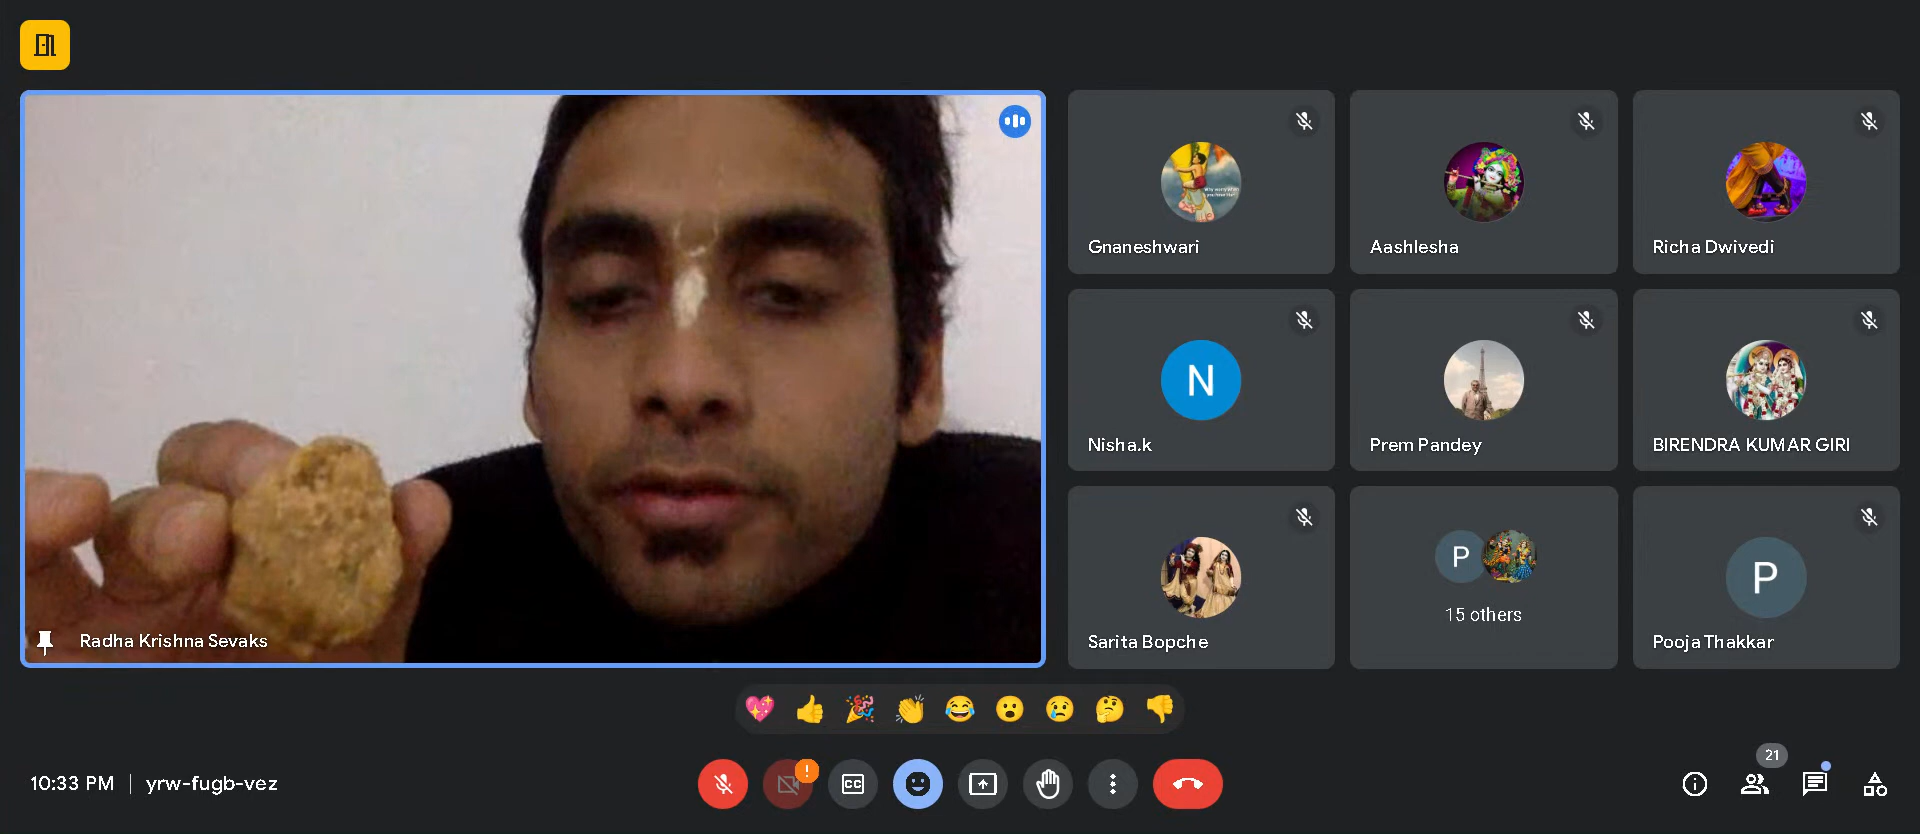 Radha Krishna Sevaks
Gnaneshwari
Aashlesha
Richa Dwivedi
N
Nisha.k
Prem Pandey
BIRENDRA KUMAR GIRI
Sarita Bopche
P
15 others
P
Pooja Thakkar
10:33 PM | yrw-fugb-vez
!
CC
21